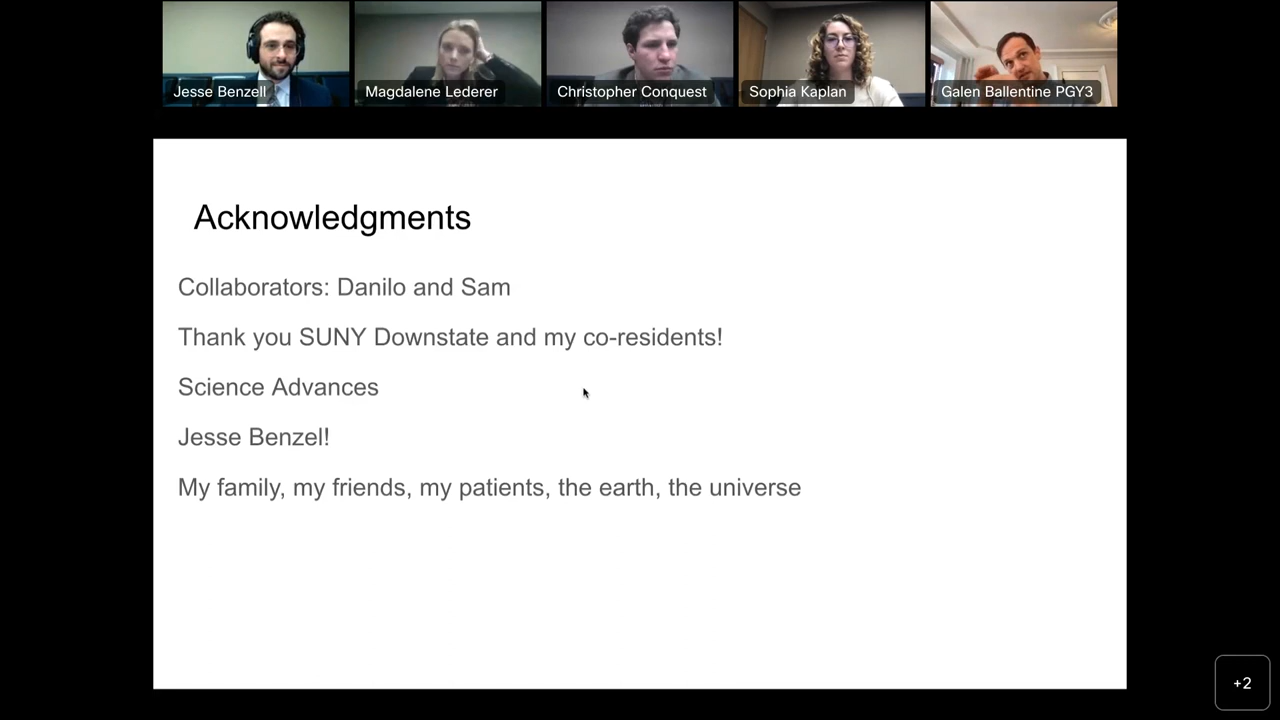 Jesse Benzell
Magdalene Lederer
Christopher Conquest
Sophia Kaplan
Galen Ballentine PGY3
Acknowledgments
Collaborators: Danilo and Sam
Thank you SUNY Downstate and my co-residents!
Science Advances
Jesse Benzel!
My family, my friends, my patients, the earth, the universe
+2